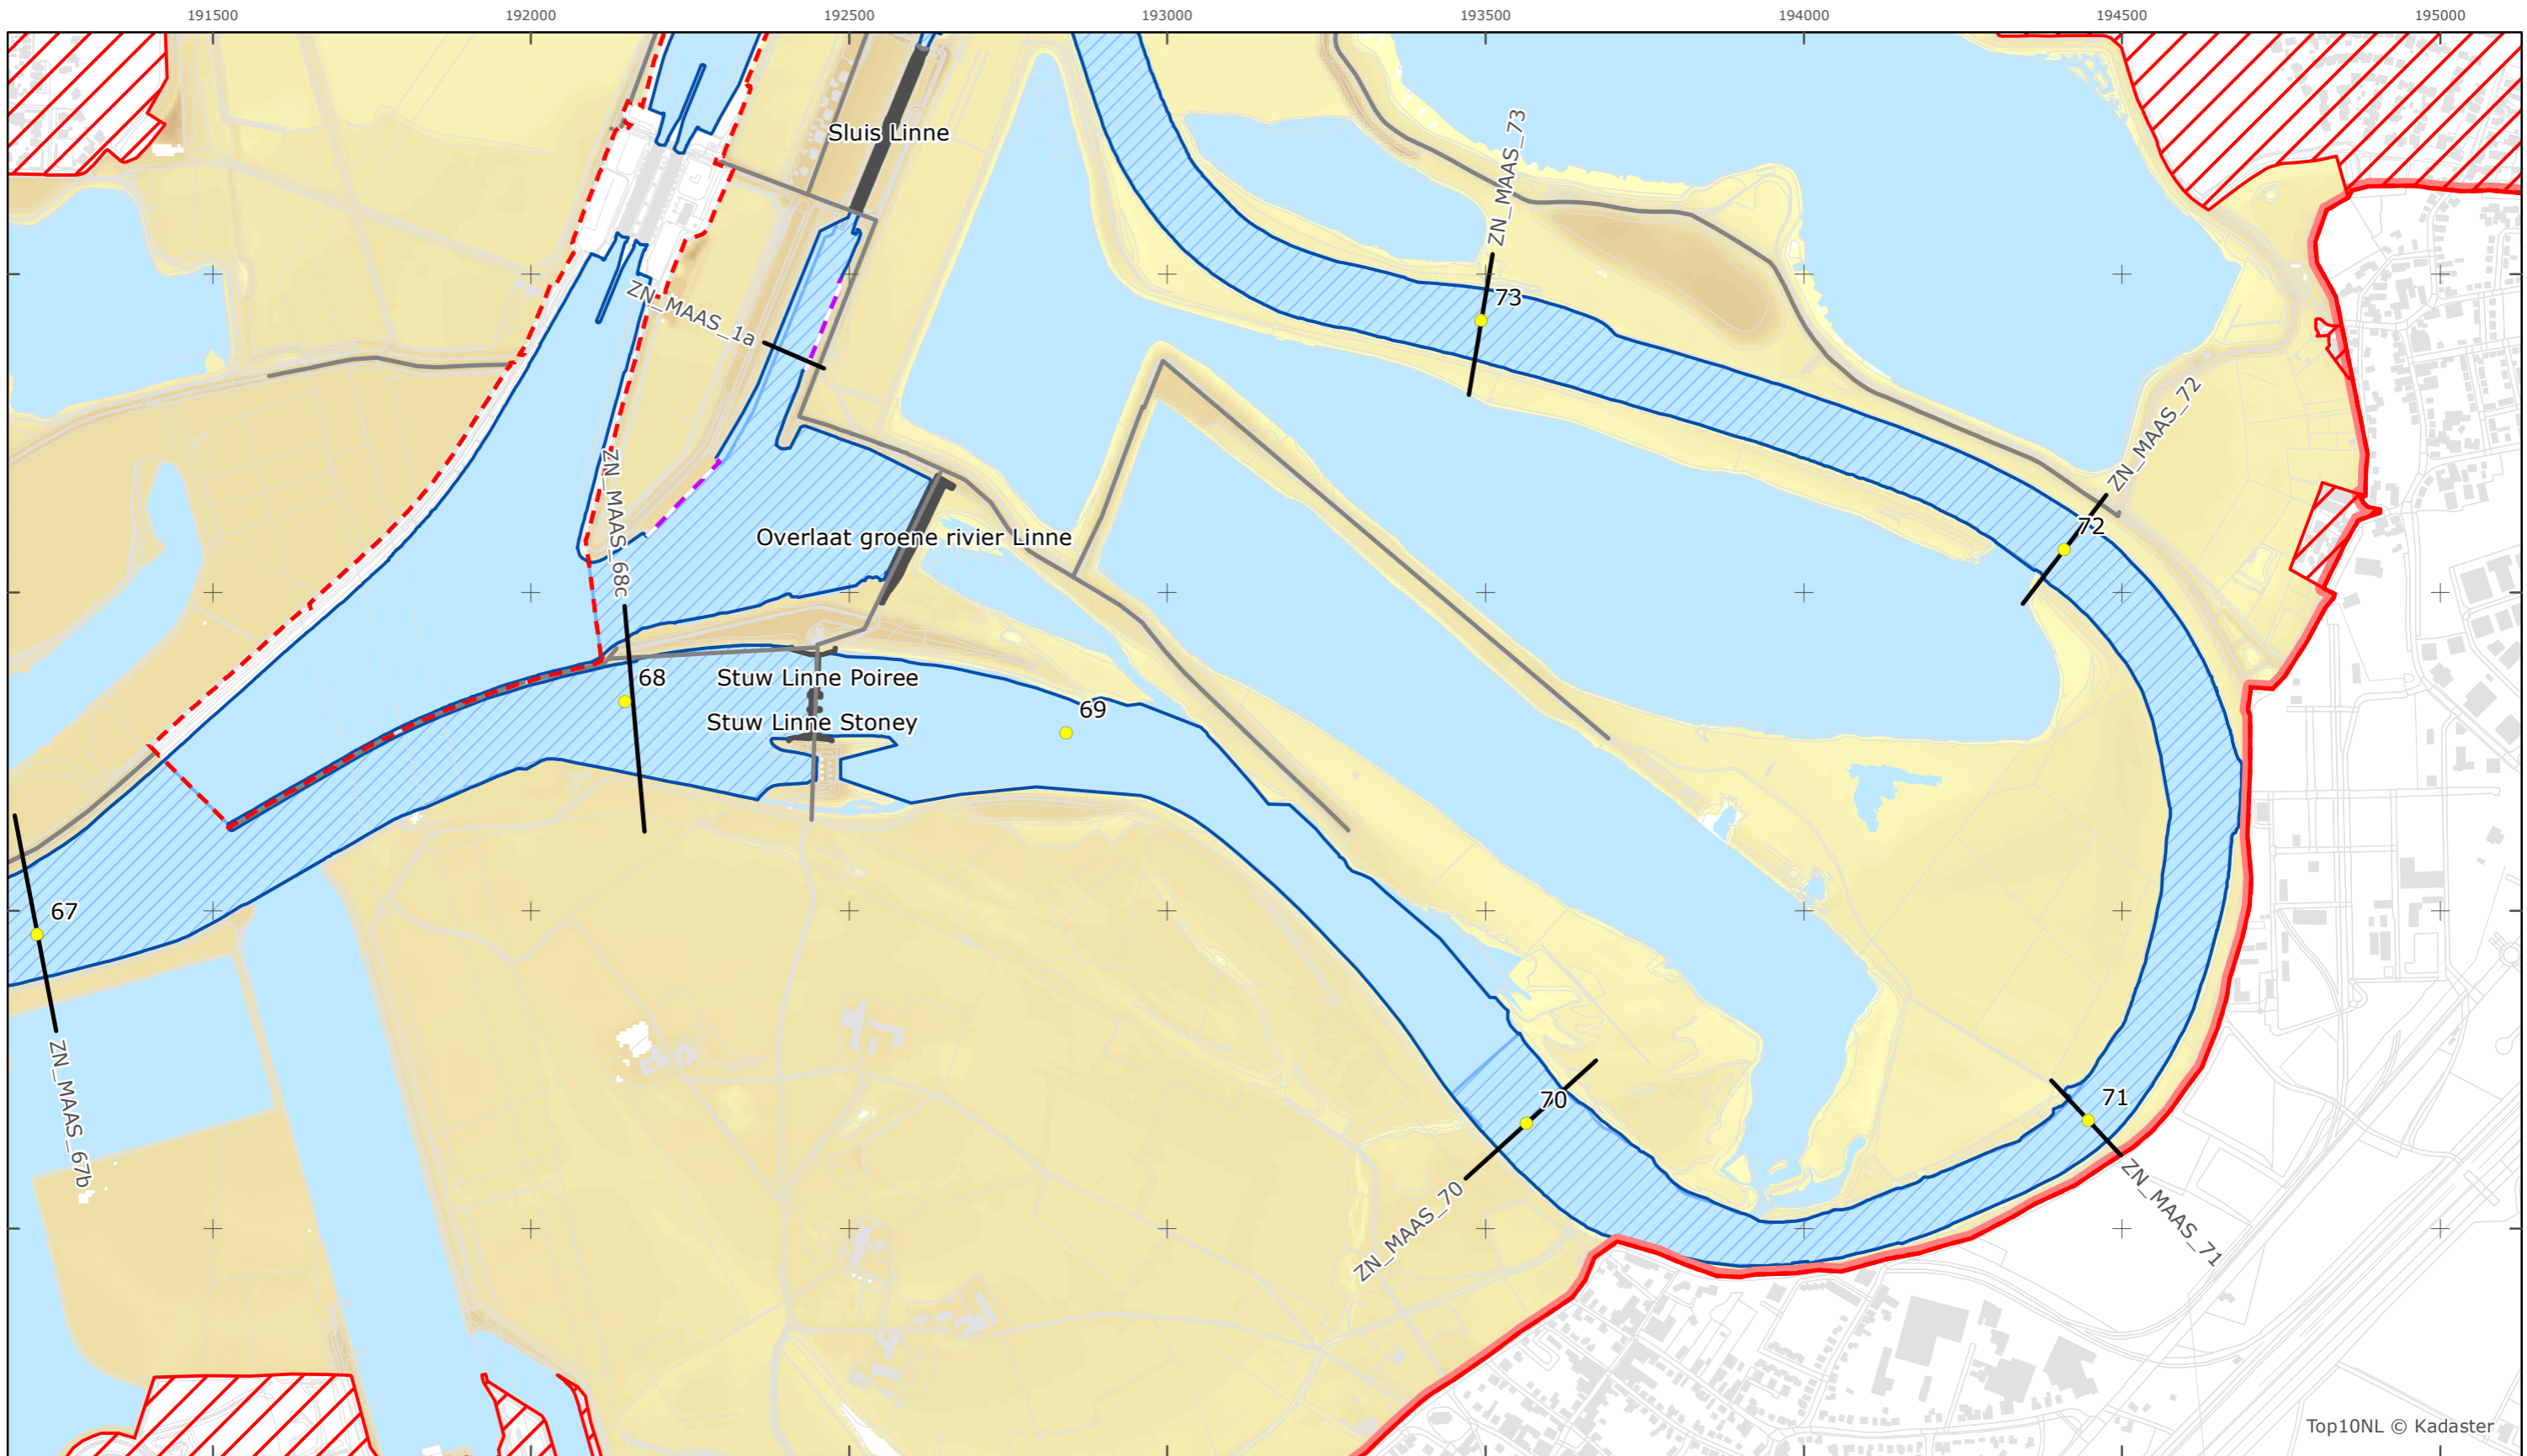 191500
192000
192500
193000
193500
194000
194500
195000
Sluis Linne
ZN_MAAS_73
73
ZN_MAAS_1a
ZN_MAAS_72
72
ZN_MAAS_68c
Overlaat groene rivier Linne
68
Stuw Linne Poiree
Stuw Linne Stoney
69
67
ZN_MAAS_67b
70
71
ZN_MAAS_70
ZN_MAAS_71
Top10NL © Kadaster